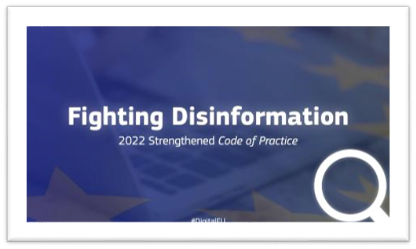 Fighting Disinformation
2022 Strengthened Code of Practice
#DigitalEU